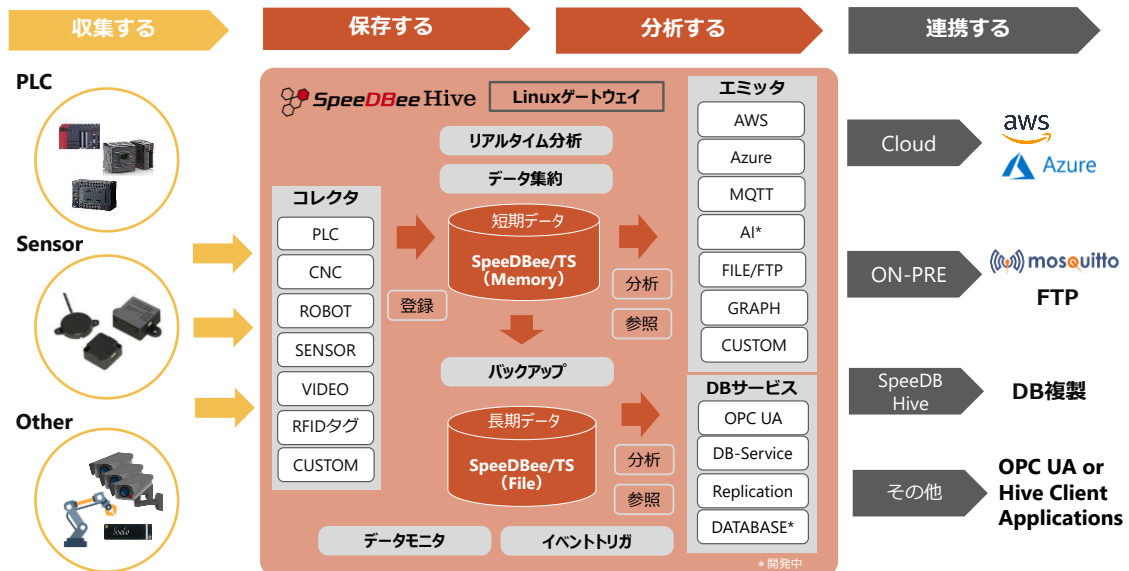 収集する
保存する
分析する
連携する
PLC
Sensor
Other
SpeeDBee Hive
Linuxゲートウェイ
リアルタイム分析
データ集約
コレクタ
PLC
CNC
ROBOT
SENSOR
VIDEO
RFIDタグ
CUSTOM
登録
短期データ
SpeeDBee/TS
（Memory）
分析
参照
バックアップ
長期データ
SpeeDBee/TS
（File）
分析
参照
データモニタ
イベントトリガ
エミッタ
AWS
Azure
MQTT
AI*
FILE/FTP
GRAPH
CUSTOM
DBサービス
OPC UA
DB-Service
Replication
DATABASE*
＊開発中
Cloud
aws
Azure
ON-PRE
mosquitto
FTP
SpeeDB
Hive
DB複製
その他
OPC UA or
Hive Client
Applications